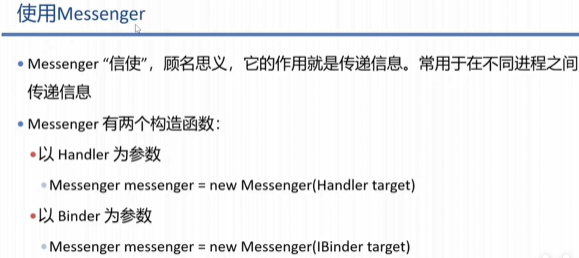 使用Messenger
Messenger “信使”，顾名思义，它的作用就是传递信息。常用于在不同进程之间
传递信息
Messenger 有两个构造函数：
以 Handler 为参数
Messenger messenger = new Messenger(Handler target)
以 Binder 为参数
Messenger messenger = new Messenger(IBinder target)